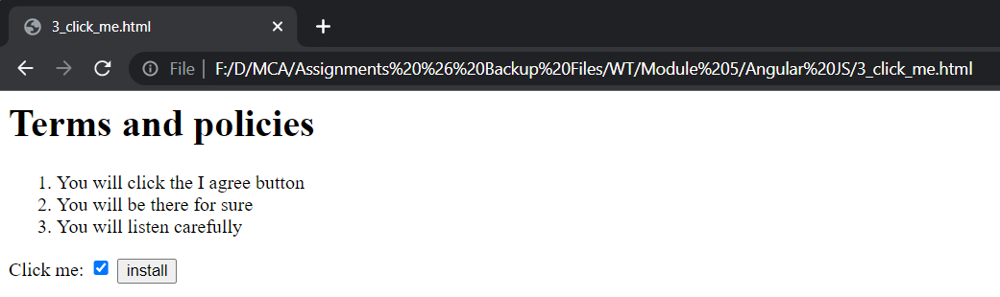 3_click_me.html
File | F:/D/MCA/Assignments%20%26%20Backup%20Files/WT/Module%205/Angular%20JS/3_click_me.html
Terms and policies
1. You will click the I agree button
2. You will be there for sure
3. You will listen carefully
Click me: install